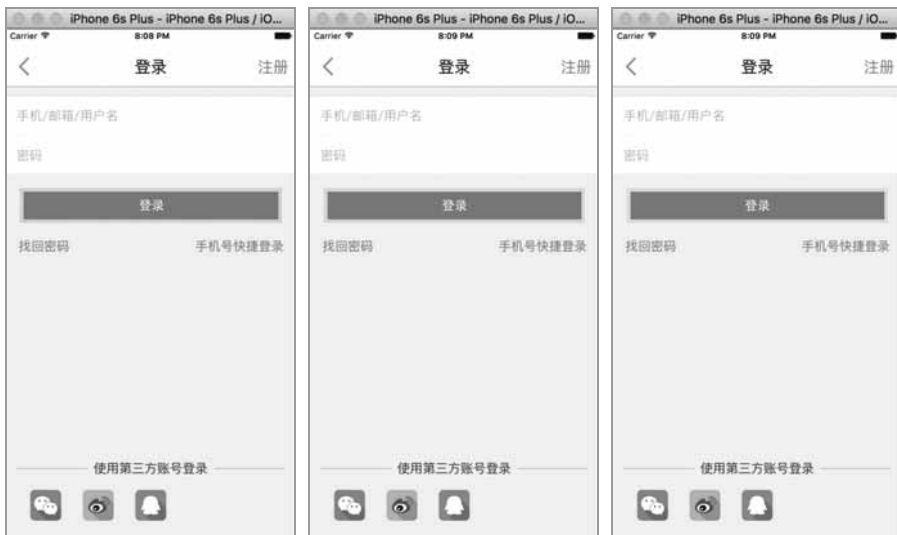 iPhone 6s Plus - iPhone 6s Plus / iO...
Carrier 8:08 PM
登录 注册
手机/邮箱/用户名
密码
登录
找回密码 手机号快捷登录
使用第三方账号登录
iPhone 6s Plus - iPhone 6s Plus / iO...
Carrier 8:09 PM
登录 注册
手机/邮箱/用户名
密码
登录
找回密码 手机号快捷登录
使用第三方账号登录
iPhone 6s Plus - iPhone 6s Plus / iO...
Carrier 8:09 PM
登录 注册
手机/邮箱/用户名
密码
登录
找回密码 手机号快捷登录
使用第三方账号登录